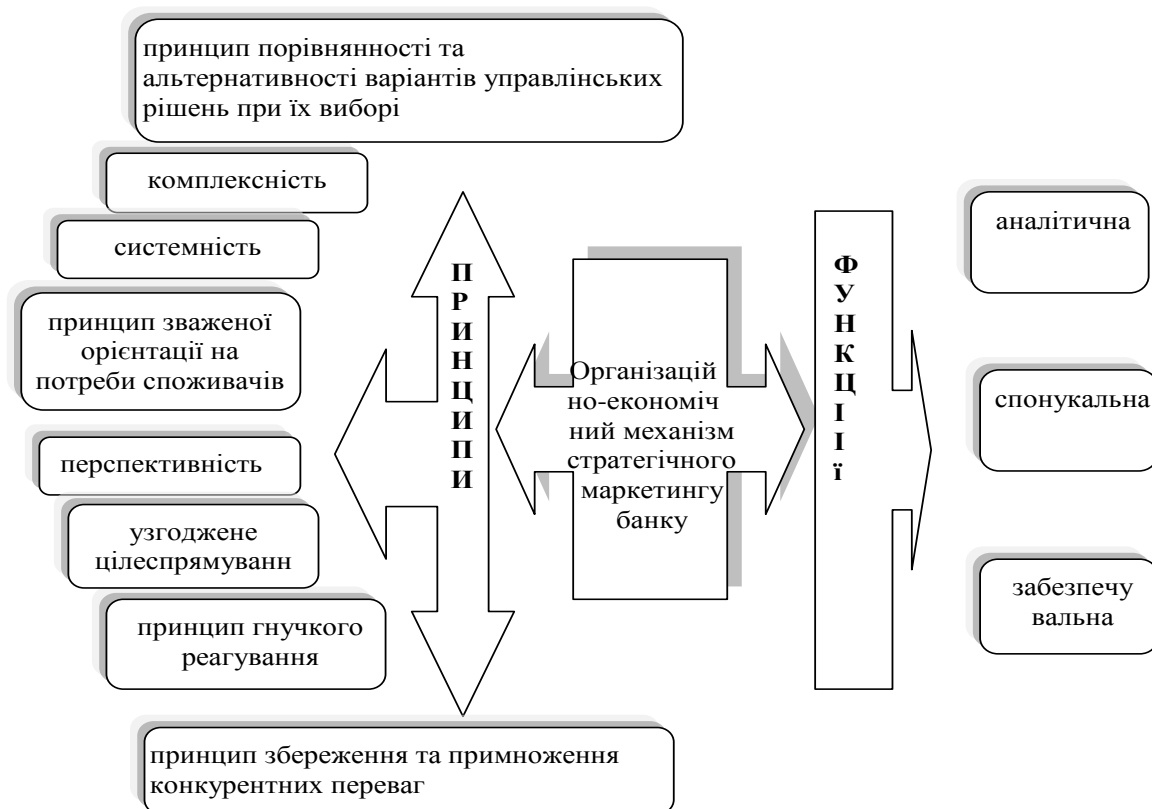 принцип порівнянності та
альтернативності варіантів управлінських
рішень при їх виборі
комплексність
системність
принцип зваженої
орієнтації на
потреби споживачів
перспективність
узгоджене
цілеспрямуванн
принцип гнучкого
реагування
принцип збереження та примноження
конкурентних переваг
ПРИНЦИПИ
Організацій
но-економіч
ний механізм
стратегічного
маркетингу
банку
ФУНКЦІІї
аналітична
спонукальна
забезпечу
вальна